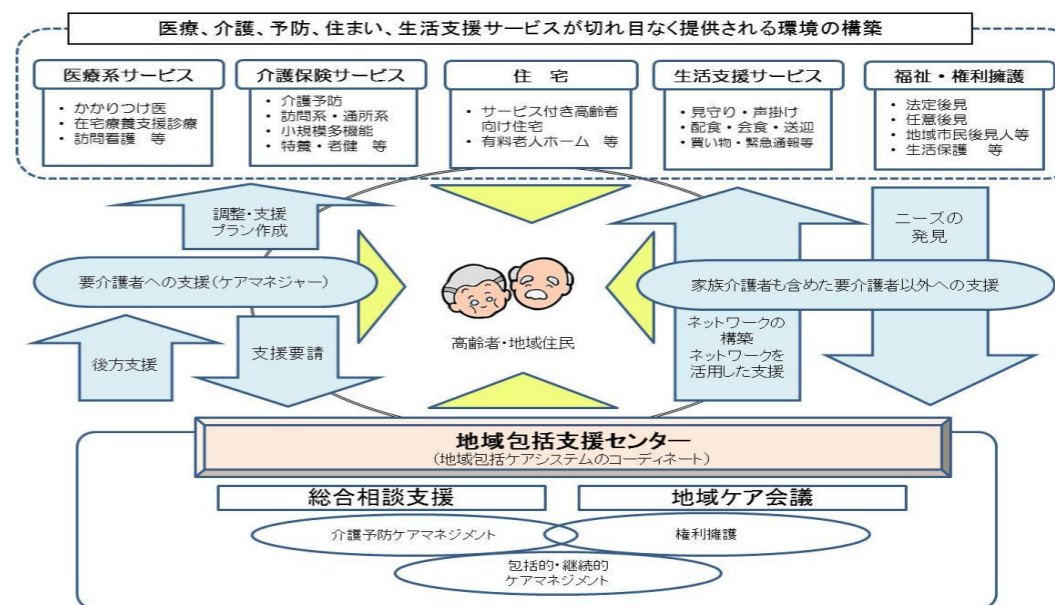 医療、介護、予防、住まい、生活支援サービスが切れ目なく提供される環境の構築
医療系サービス
・ かかりつけ医
・ 在宅療養支援診療
・ 訪問看護 等
介護保険サービス
・ 介護予防
・ 訪問系・通所系
・ 小規模多機能
・ 特養・老健 等
住 宅
・ サービス付き高齢者
向け住宅
・ 有料老人ホーム 等
生活支援サービス
・ 見守り・声掛け
・ 配食・会食・送迎
・ 買い物・緊急通報等
福祉・権利擁護
・ 法定後見
・ 任意後見
・ 地域市民後見人等
・ 生活保護 等
調整・支援
プラン作成
ニーズの
発見
要介護者への支援(ケアマネジャー)
家族介護者も含めた要介護者以外への支援
後方支援
支援要請
高齢者・地域住民
ネットワークの
構築
ネットワークを
活用した支援
地域包括支援センター
(地域包括ケアシステムのコーディネート)
総合相談支援
地域ケア会議
介護予防ケアマネジメント
権利擁護
包括的・継続的
ケアマネジメント